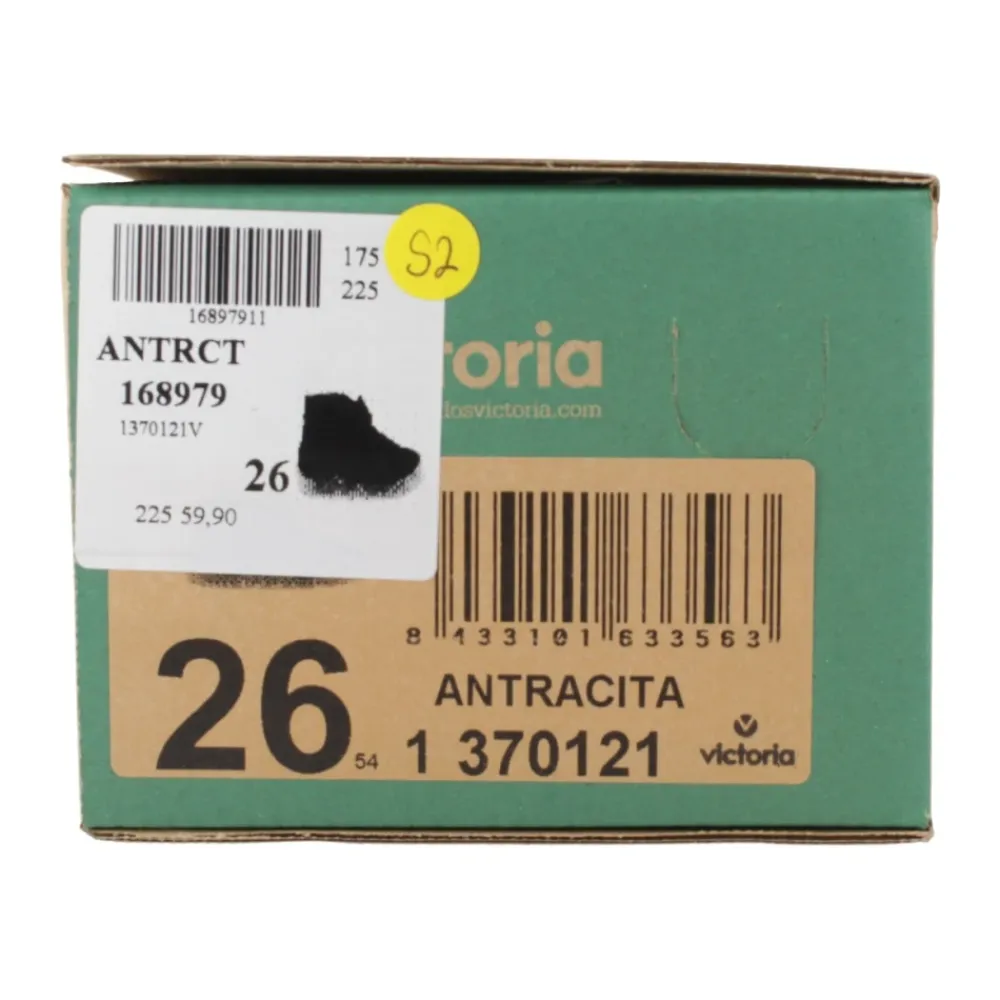 16897911
175
225
S2
ANTRCT
168979
1370121V
26
225 59,90
toria
dosvictoria.com
8 433101 633563
ANTRACITA
26 54
1 370121
victoria